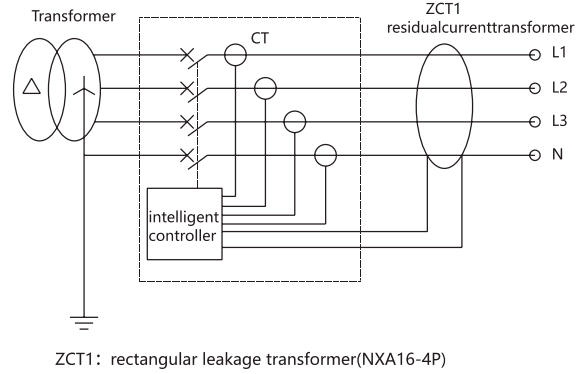 Transformer
ZCT1
residualcurrenttransformer
CT
L1
L2
L3
N
intelligent
controller
ZCT1：rectangular leakage transformer(NXA16-4P)